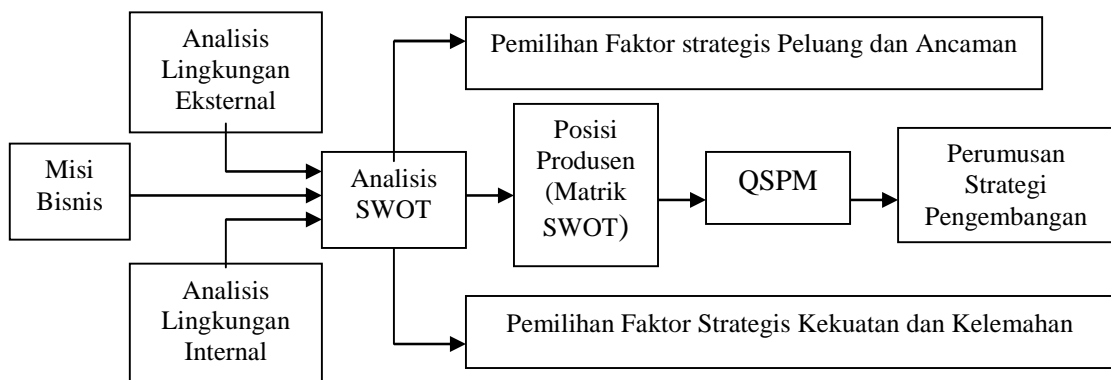 Analisis
Lingkungan
Eksternal
Pemilihan Faktor strategis Peluang dan Ancaman
Misi
Bisnis
Analisis
SWOT
Posisi
Produsen
(Matrik
SWOT)
QSPM
Perumusan
Strategi
Pengembangan
Analisis
Lingkungan
Internal
Pemilihan Faktor Strategis Kekuatan dan Kelemahan